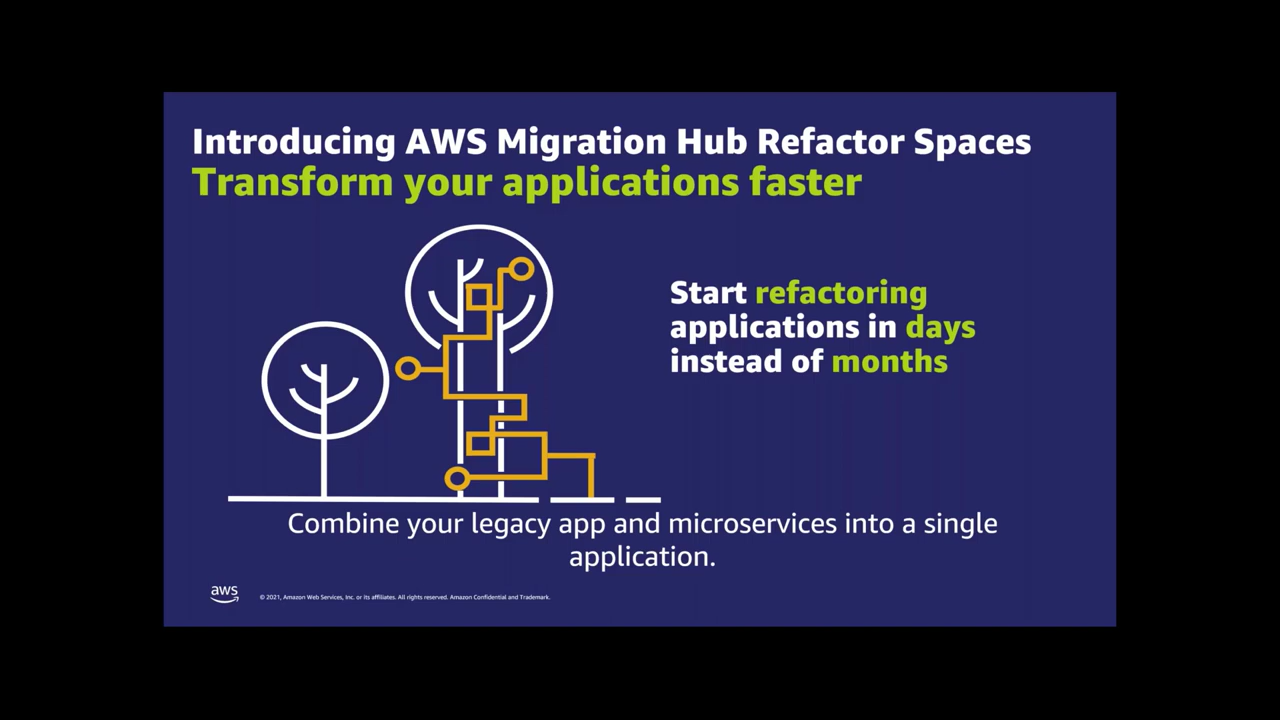 Introducing AWS Migration Hub Refactor Spaces
Transform your applications faster
Start refactoring
applications in days
instead of months
Combine your legacy app and microservices into a single
application.
aws
© 2021, Amazon Web Services, Inc. or its affiliates. All rights reserved. Amazon Confidential and Trademark.